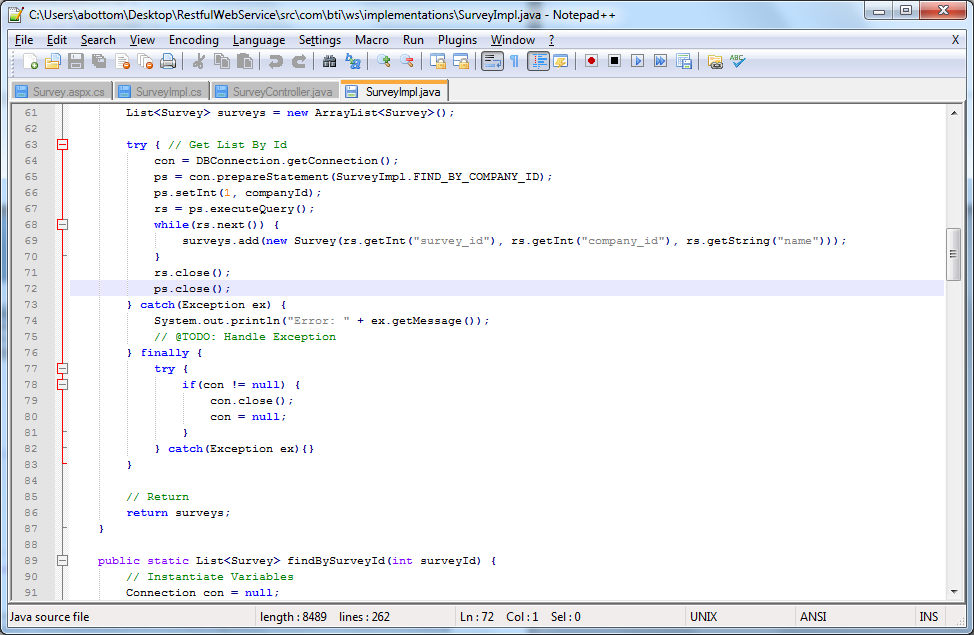 C:\Users\abottom\Desktop\RestfulWebService\src\com\bti\ws\implementations\SurveyImpl.java - Notepad++
File Edit Search View Encoding Language Settings Macro Run Plugins Window ? X
ABC
Survey.aspx.cs SurveyImpl.cs SurveyController.java SurveyImpl.java
61 List<Survey> surveys = new ArrayList<Survey>();
62
63 try { // Get List By Id
64 con = DBConnection.getConnection();
65 ps = con.prepareStatement(SurveyImpl.FIND_BY_COMPANY_ID);
66 ps.setInt(1, companyId);
67 rs = ps.executeQuery();
68 while(rs.next()) {
69 surveys.add(new Survey(rs.getInt("survey_id"), rs.getInt("company_id"), rs.getString("name")));
70 }
71 rs.close();
72 ps.close();
73 } catch(Exception ex) {
74 System.out.println("Error: " + ex.getMessage());
75 // @TODO: Handle Exception
76 } finally {
77 try {
78 if(con != null) {
79 con.close();
80 con = null;
81 }
82 } catch(Exception ex){}
83 }
84
85 // Return
86 return surveys;
87 }
88
89 public static List<Survey> findBySurveyId(int surveyId) {
90 // Instantiate Variables
91 Connection con = null;
Java source file length : 8489 lines : 262 Ln : 72 Col : 1 Sel : 0 UNIX ANSI INS